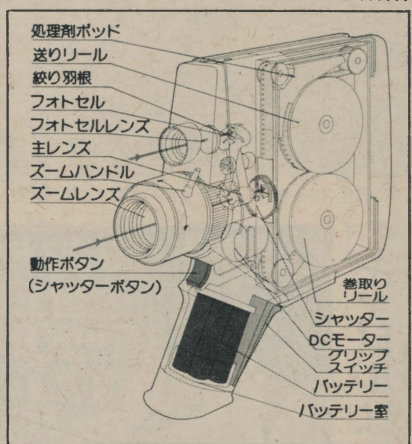 処理剤ポッド
送りリール
絞り羽根
フォトセル
フォトセルレンズ
主レンズ
ズームハンドル
ズームレンズ
動作ボタン
(シャッターボタン)
巻取り
リール
シャッター
DCモーター
グリップ
スイッチ
バッテリー
バッテリー室